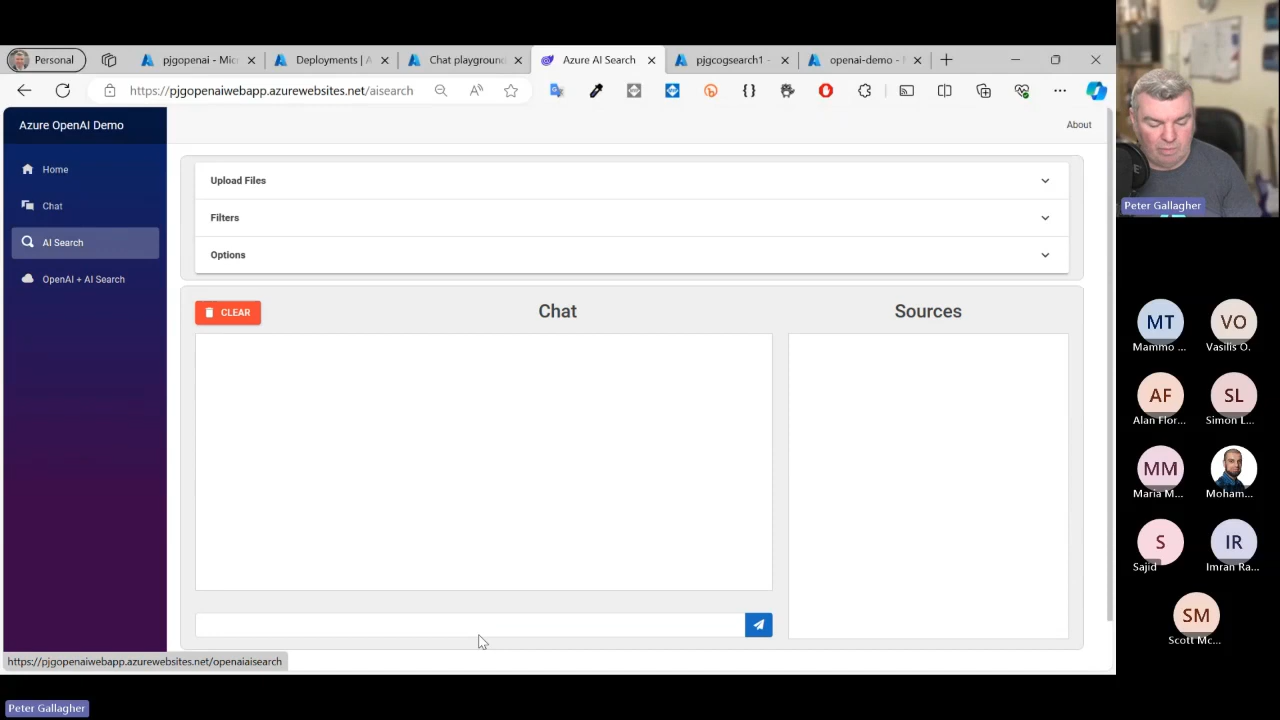 Personal
pjgopenai - Mic
Deployments | A
Chat playground
Azure AI Search
pjgcogsearch1 -
openai-demo - F
https://pjgopenaiwebapp.azurewebsites.net/aisearch
Azure OpenAI Demo
About
Home
Chat
AI Search
OpenAI + AI Search
Upload Files
Filters
Options
CLEAR
Chat
Sources
https://pjgopenaiwebapp.azurewebsites.net/openaiaisearch
Peter Gallagher
MT
Mammo ...
VO
Vasilis O.
AF
Alan Flor...
SL
Simon L...
MM
Maria M...
Moham...
S
Sajid
IR
Imran Ra...
SM
Scott Mc...
Peter Gallagher